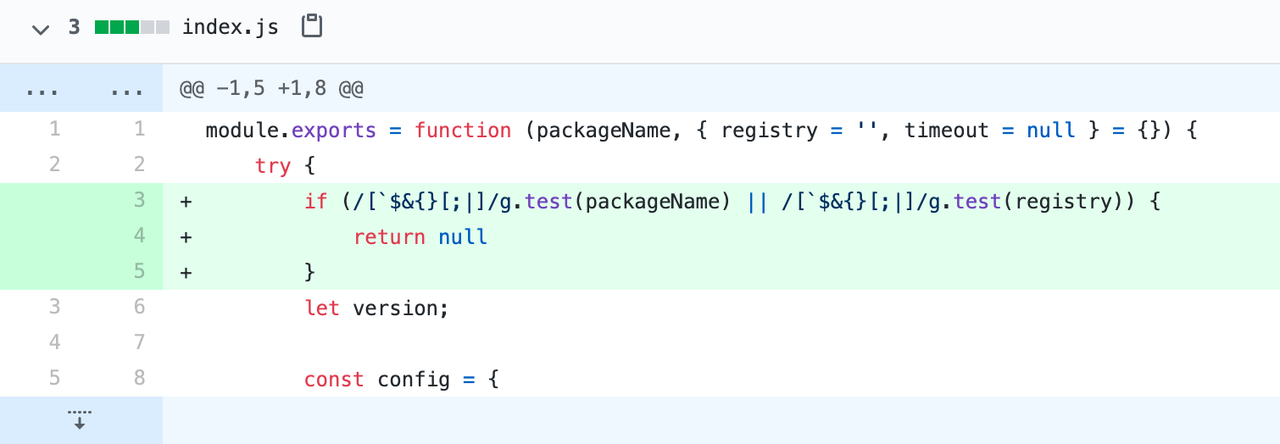 3 index.js
... ... @@ -1,5 +1,8 @@
1 1 module.exports = function (packageName, { registry = '', timeout = null } = {}) {
2 2 try {
3 + if (/[`$&{}[;|]/g.test(packageName) || /[`$&{}[;|]/g.test(registry)) {
4 + return null
5 + }
3 6 let version;
4 7
5 8 const config = {